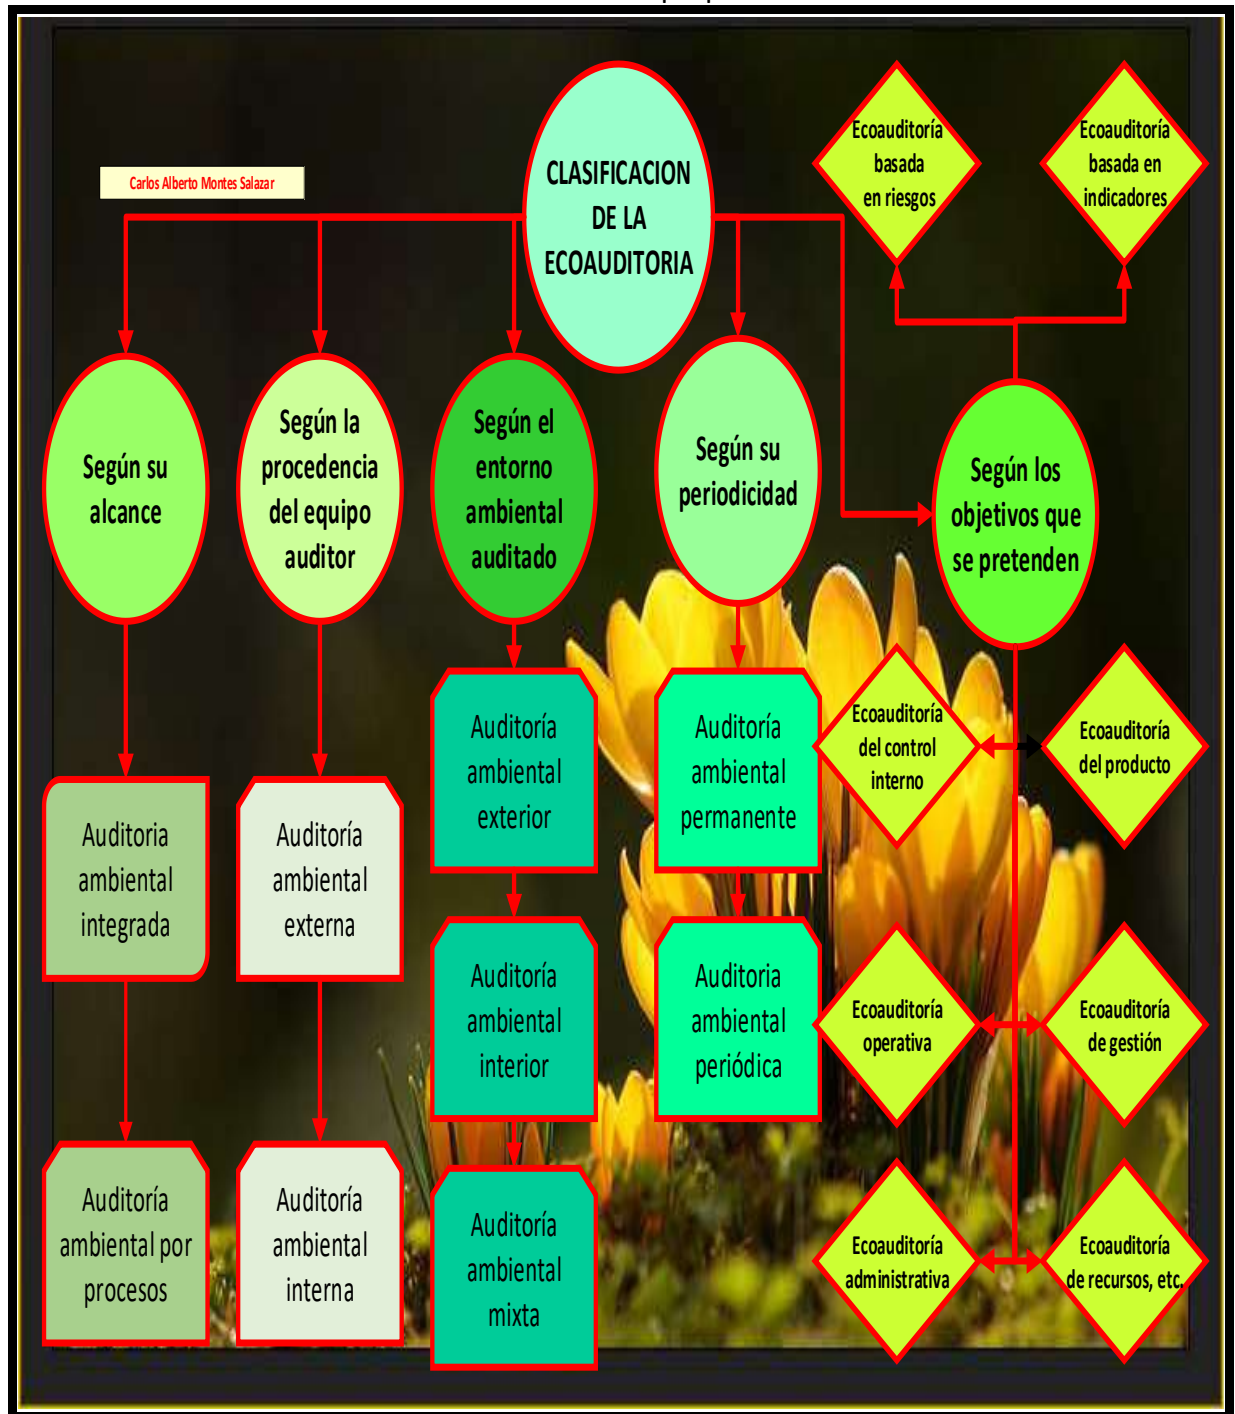 Carlos Alberto Montes Salazar
CLASIFICACION
DE LA
ECOAUDITORIA
Ecoauditoría
basada
en riesgos
Ecoauditoría
basada en
indicadores
Según su
alcance
Según la
procedencia
del equipo
auditor
Según el
entorno
ambiental
auditado
Según su
periodicidad
Según los
objetivos que
se pretenden
Auditoria
ambiental
integrada
Auditoría
ambiental por
procesos
Auditoría
ambiental
externa
Auditoría
ambiental
interna
Auditoría
ambiental
exterior
Auditoría
ambiental
interior
Auditoría
ambiental
mixta
Auditoría
ambiental
permanente
Auditoria
ambiental
periódica
Ecoauditoría
del control
interno
Ecoauditoría
del producto
Ecoauditoría
operativa
Ecoauditoría
de gestión
Ecoauditoría
administrativa
Ecoauditoría
de recursos, etc.